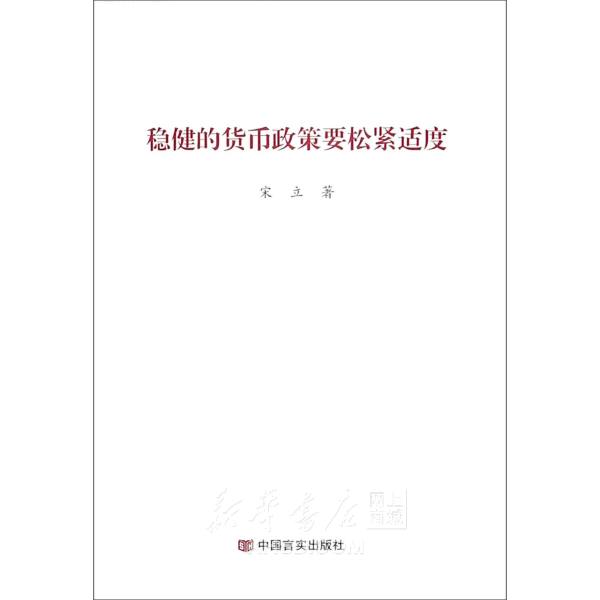 稳健的货币政策要松紧适度
宋 立 著
新华书店
网上商城
中国言实出版社